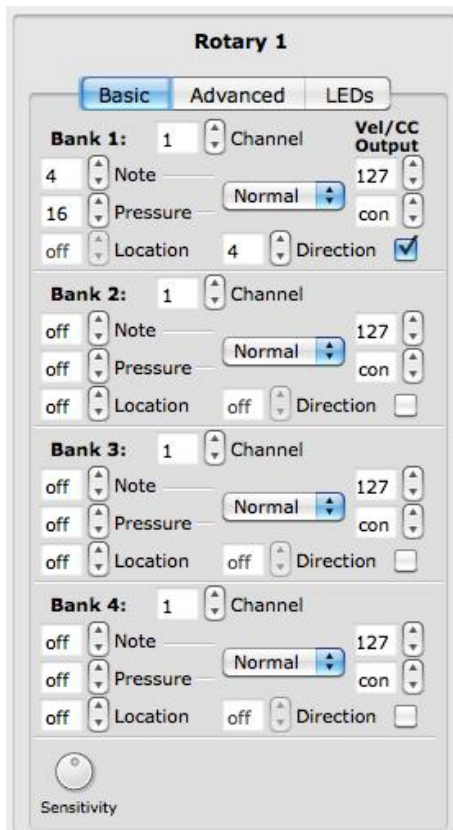 Rotary 1
Basic Advanced LEDs
Bank 1: 1 Channel Vel/CC Output
4 Note Normal 127
16 Pressure con
off Location 4 Direction
Bank 2: 1 Channel
off Note Normal 127
off Pressure con
off Location off Direction
Bank 3: 1 Channel
off Note Normal 127
off Pressure con
off Location off Direction
Bank 4: 1 Channel
off Note Normal 127
off Pressure con
off Location off Direction
Sensitivity